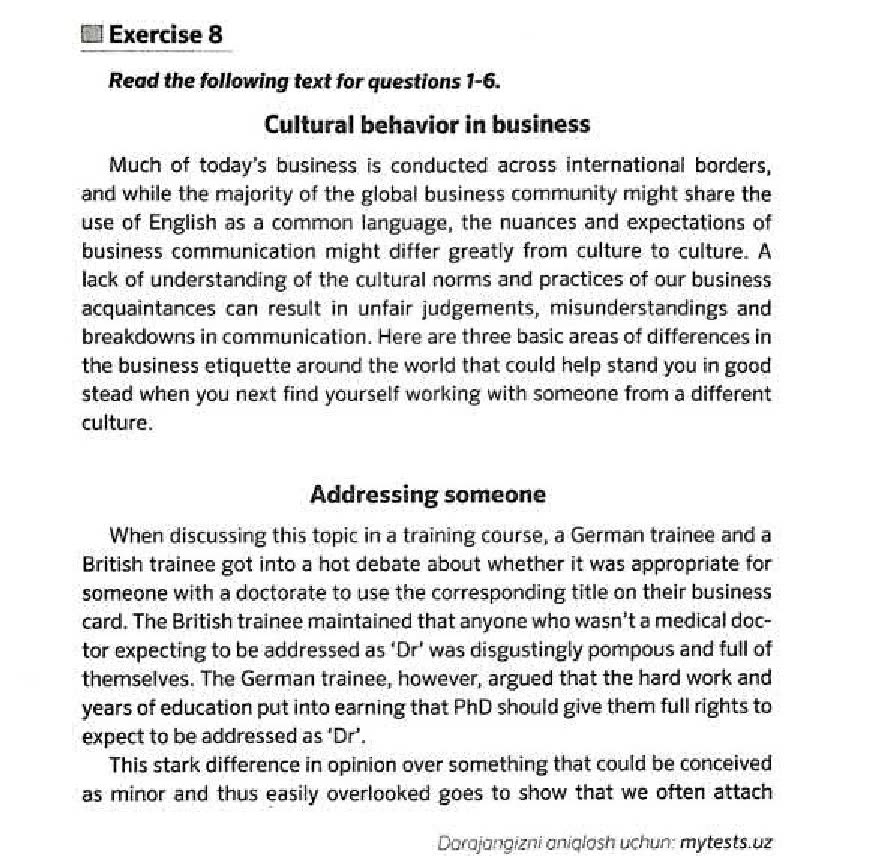 Exercise 8
Read the following text for questions 1-6.
Cultural behavior in business
Much of today's business is conducted across international borders,
and while the majority of the global business community might share the
use of English as a common language, the nuances and expectations of
business communication might differ greatly from culture to culture. A
lack of understanding of the cultural norms and practices of our business
acquaintances can result in unfair judgements, misunderstandings and
breakdowns in communication. Here are three basic areas of differences in
the business etiquette around the world that could help stand you in good
stead when you next find yourself working with someone from a different
culture.
Addressing someone
When discussing this topic in a training course, a German trainee and a
British trainee got into a hot debate about whether it was appropriate for
someone with a doctorate to use the corresponding title on their business
card. The British trainee maintained that anyone who wasn't a medical doc-
tor expecting to be addressed as 'Dr' was disgustingly pompous and full of
themselves. The German trainee, however, argued that the hard work and
years of education put into earning that PhD should give them full rights to
expect to be addressed as 'Dr'.
This stark difference in opinion over something that could be conceived
as minor and thus easily overlooked goes to show that we often attach
Darajangizni aniqlash uchun: mytests.uz